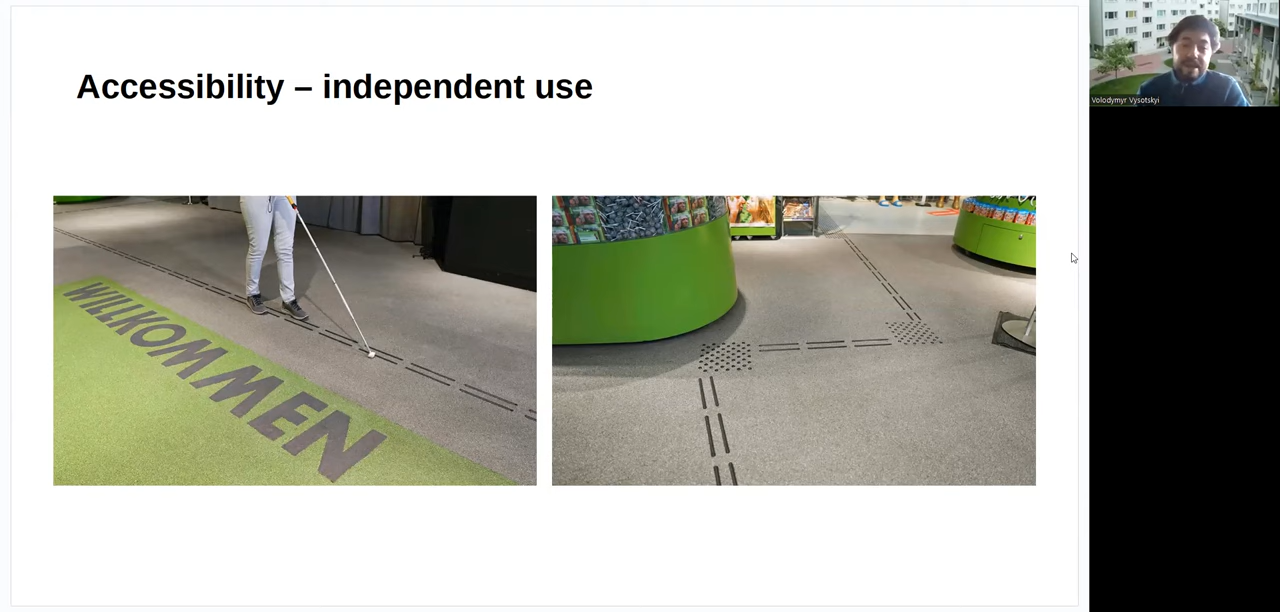 Accessibility – independent use
WILLKOMMEN
Volodymyr Vysotskyi